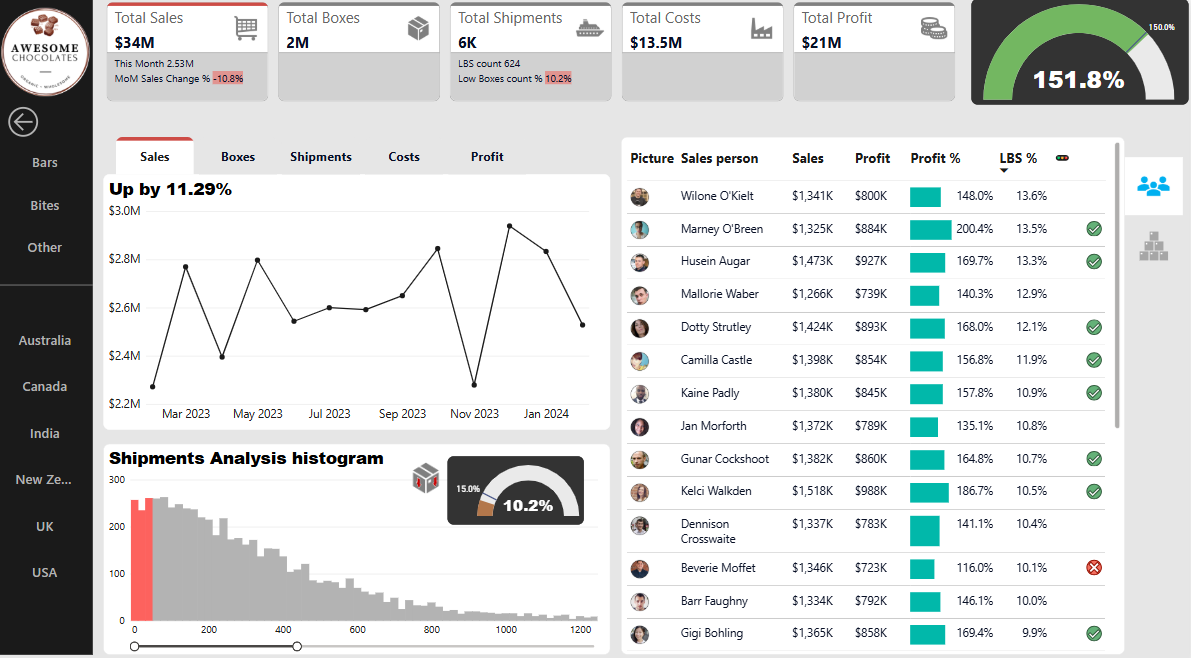 AWESOME
CHOCOLATES
ORGANIC • WHOLESOME
Bars
Bites
Other
Australia
Canada
India
New Ze...
UK
USA
Total Sales
$34M
This Month 2.53M
MoM Sales Change % -10.8%
Total Boxes
2M
Total Shipments
6K
LBS count 624
Low Boxes count % 10.2%
Total Costs
$13.5M
Total Profit
$21M
150.0%
151.8%
Sales Boxes Shipments Costs Profit
Up by 11.29%
$3.0M
$2.8M
$2.6M
$2.4M
$2.2M
Mar 2023 May 2023 Jul 2023 Sep 2023 Nov 2023 Jan 2024
Shipments Analysis histogram
300
200
100
0
0 200 400 600 800 1000 1200
15.0%
10.2%
Picture Sales person Sales Profit Profit % LBS %
Wilone O'Kielt $1,341K $800K 148.0% 13.6%
Marney O'Breen $1,325K $884K 200.4% 13.5%
Husein Augar $1,473K $927K 169.7% 13.3%
Mallorie Waber $1,266K $739K 140.3% 12.9%
Dotty Strutley $1,424K $893K 168.0% 12.1%
Camilla Castle $1,398K $854K 156.8% 11.9%
Kaine Padly $1,380K $845K 157.8% 10.9%
Jan Morforth $1,372K $789K 135.1% 10.8%
Gunar Cockshoot $1,382K $860K 164.8% 10.7%
Kelci Walkden $1,518K $988K 186.7% 10.5%
Dennison
Crosswaite $1,337K $783K 141.1% 10.4%
Beverie Moffet $1,346K $723K 116.0% 10.1%
Barr Faughny $1,334K $792K 146.1% 10.0%
Gigi Bohling $1,365K $858K 169.4% 9.9%